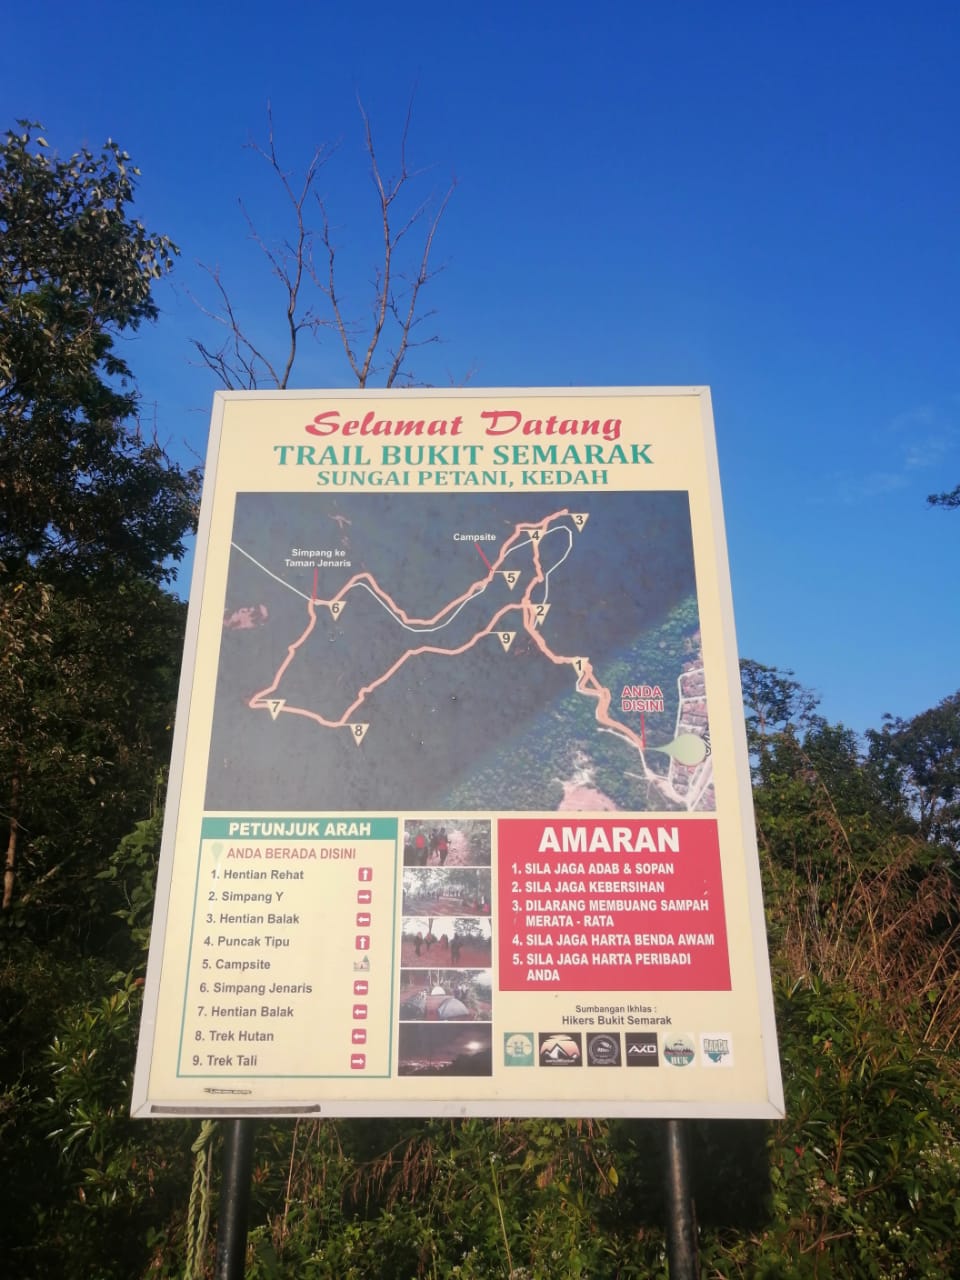 Selamat Datang
TRAIL BUKIT SEMARAK
SUNGAI PETANI, KEDAH
3
4
Campsite
Simpang ke
Taman Jenaris
5
6
2
9
1
ANDA
DISINI
7
8
PETUNJUK ARAH
ANDA BERADA DISINI
1. Hentian Rehat
2. Simpang Y
3. Hentian Balak
4. Puncak Tipu
5. Campsite
6. Simpang Jenaris
7. Hentian Balak
8. Trek Hutan
9. Trek Tali
AMARAN
1. SILA JAGA ADAB & SOPAN
2. SILA JAGA KEBERSIHAN
3. DILARANG MEMBUANG SAMPAH
MERATA - RATA
4. SILA JAGA HARTA BENDA AWAM
5. SILA JAGA HARTA PERIBADI
ANDA
Sumbangan Ikhlas :
Hikers Bukit Semarak
AXO
BUK